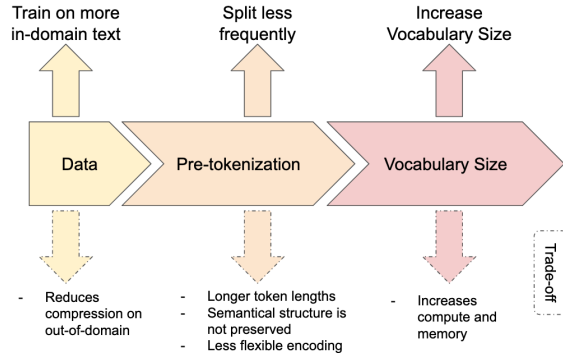 Train on more
in-domain text
Split less
frequently
Increase
Vocabulary Size
Data
Pre-tokenization
Vocabulary Size
- Reduces
compression on
out-of-domain
- Longer token lengths
- Semantical structure is
not preserved
- Less flexible encoding
- Increases
compute and
memory
Trade-off